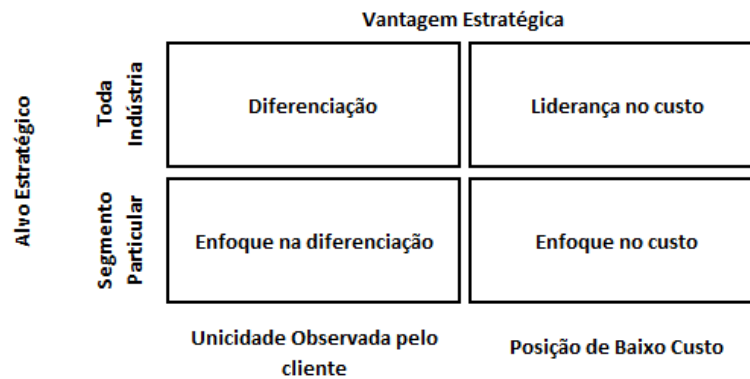 Vantagem Estratégica
Alvo Estratégico
Toda
Indústria
Diferenciação
Liderança no custo
Segmento
Particular
Enfoque na diferenciação
Enfoque no custo
Unicidade Observada pelo
cliente
Posição de Baixo Custo